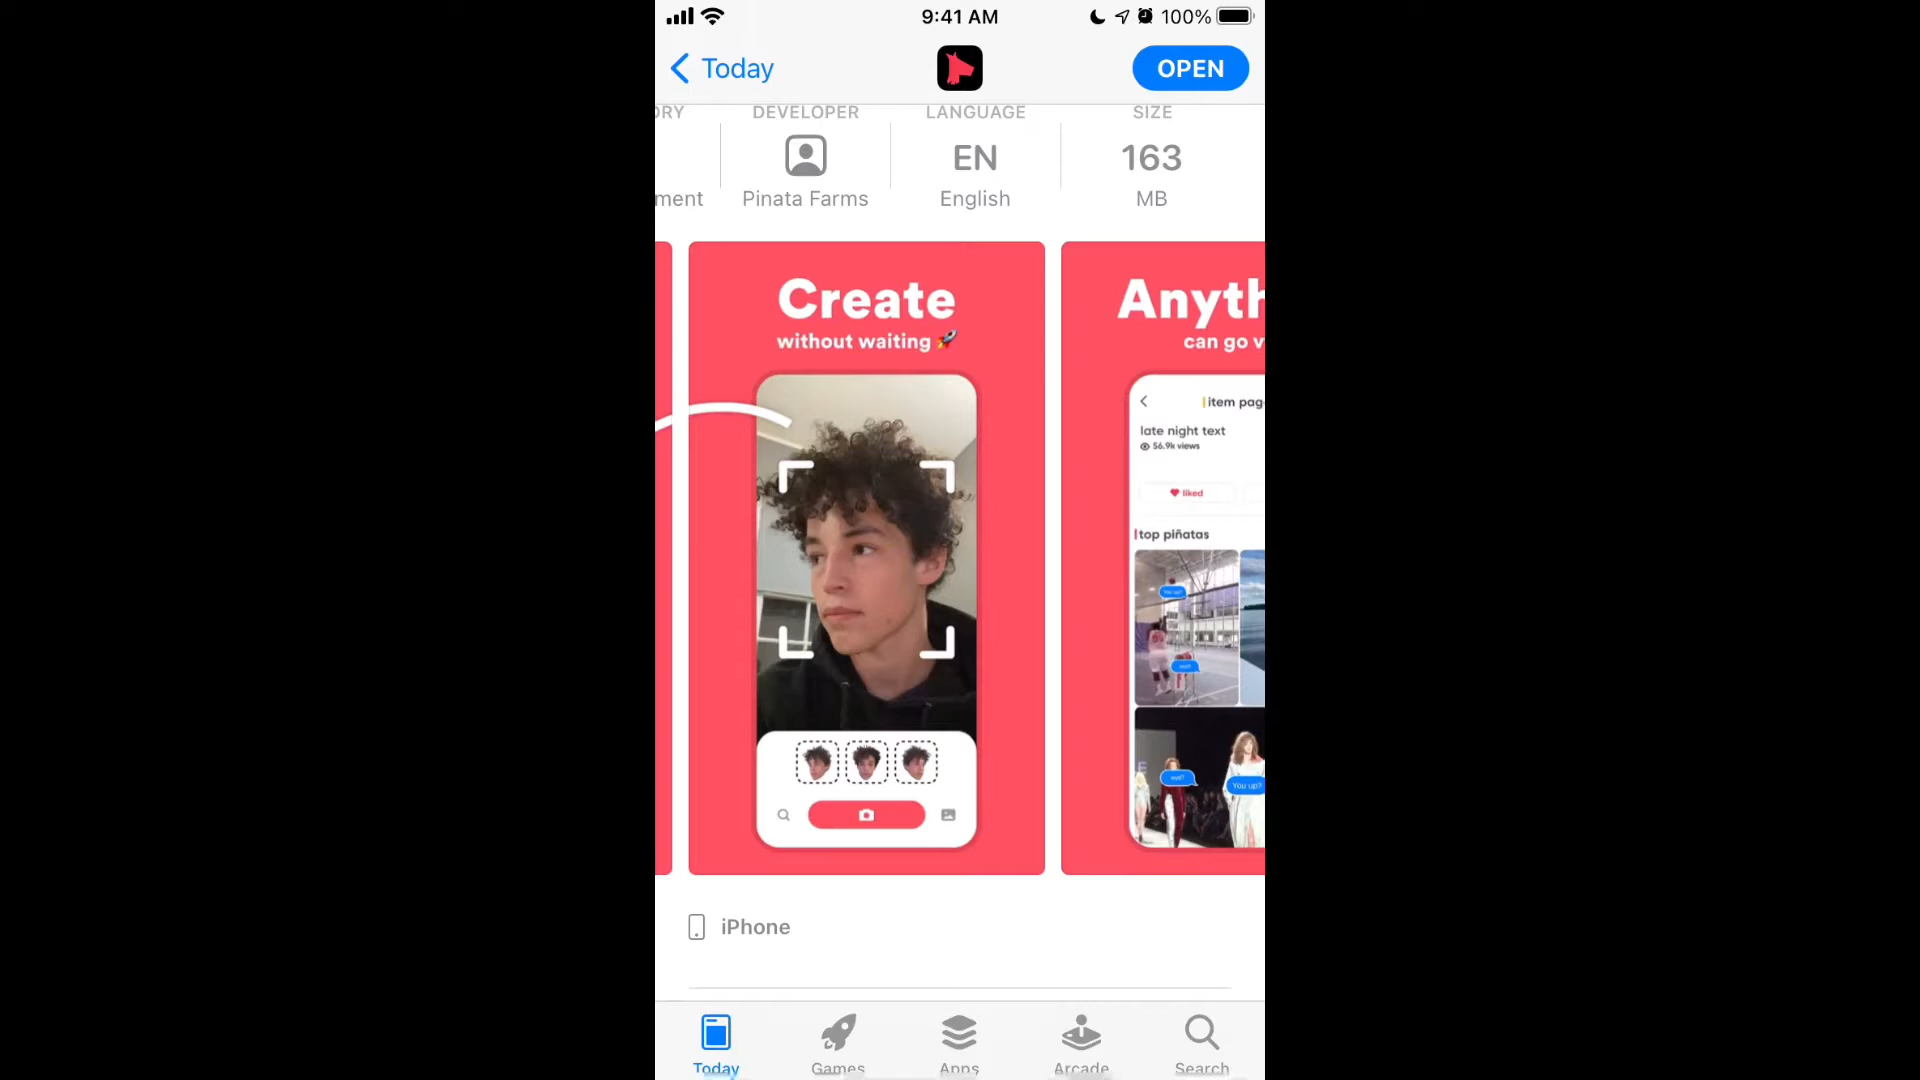 9:41 AM
100%
Today
OPEN
ORY
DEVELOPER
LANGUAGE
SIZE
EN
163
ment
Pinata Farms
English
MB
Create
without waiting 🚀
Anyth
can go v
item pag
late night text
56.9k views
liked
top piñatas
You up?
iPhone
Today
Games
Apps
Arcade
Search